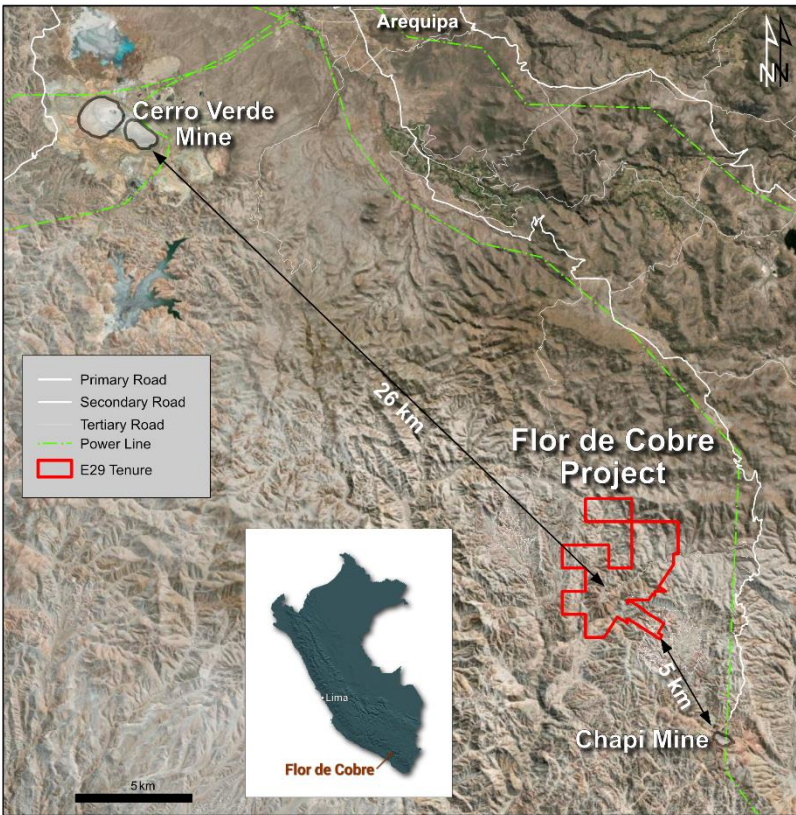 Arequipa
N
Cerro Verde
Mine
Primary Road
Secondary Road
Tertiary Road
Power Line
E29 Tenure
26 km
Flor de Cobre
Project
Lima
Flor de Cobre
5 km
Chapi Mine
5 km